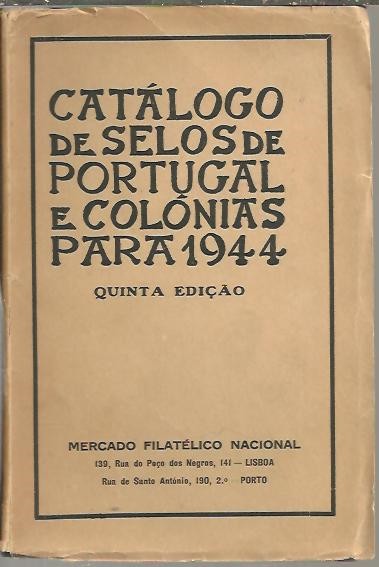 CATÁLOGO
DE SELOS DE
PORTUGAL
E COLÓNIAS
PARA 1944
QUINTA EDIÇÃO
MERCADO FILATÉLICO NACIONAL
139, Rua do Poço dos Negros, 141 — LISBOA
Rua de Santo António, 190, 2.º PORTO